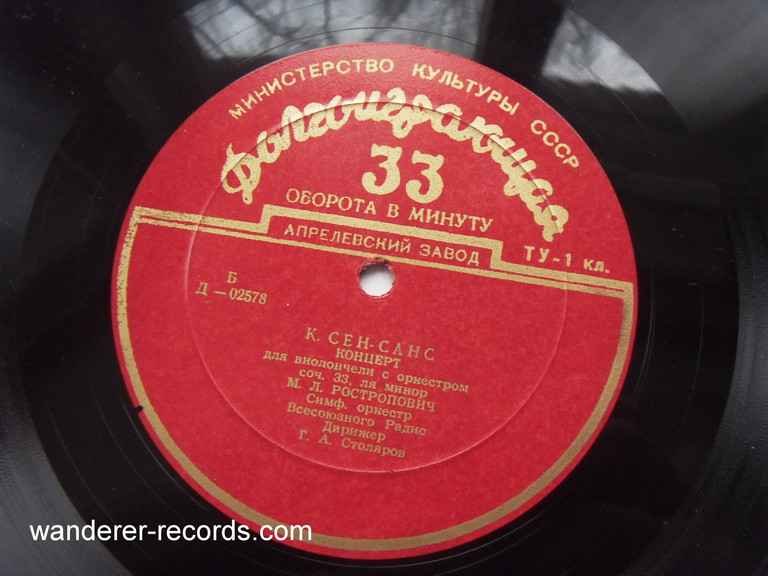 МИНИСТЕРСТВО КУЛЬТУРЫ СССР
Долгоиграющая
33
ОБОРОТА В МИНУТУ
АПРЕЛЕВСКИЙ ЗАВОД
ТУ-1 кл.
Б
Д — 02578
К. СЕН-САНС
КОНЦЕРТ
для виолончели с оркестром
соч. 33, ля минор
М. Л. РОСТРОПОВИЧ
Симф. оркестр
Всесоюзного Радио
Дирижер
Г. А. Столяров
wanderer-records.com